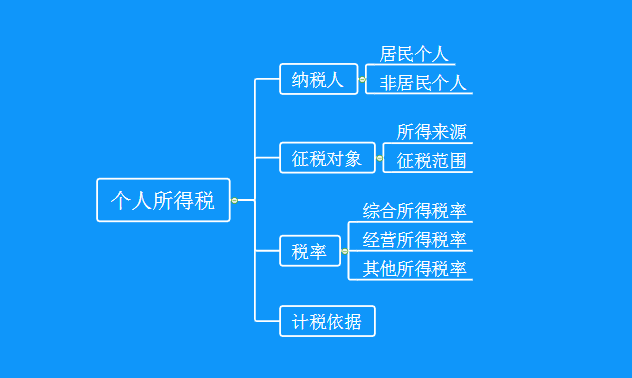 个人所得税
纳税人
居民个人
非居民个人
征税对象
所得来源
征税范围
税率
综合所得税率
经营所得税率
其他所得税率
计税依据